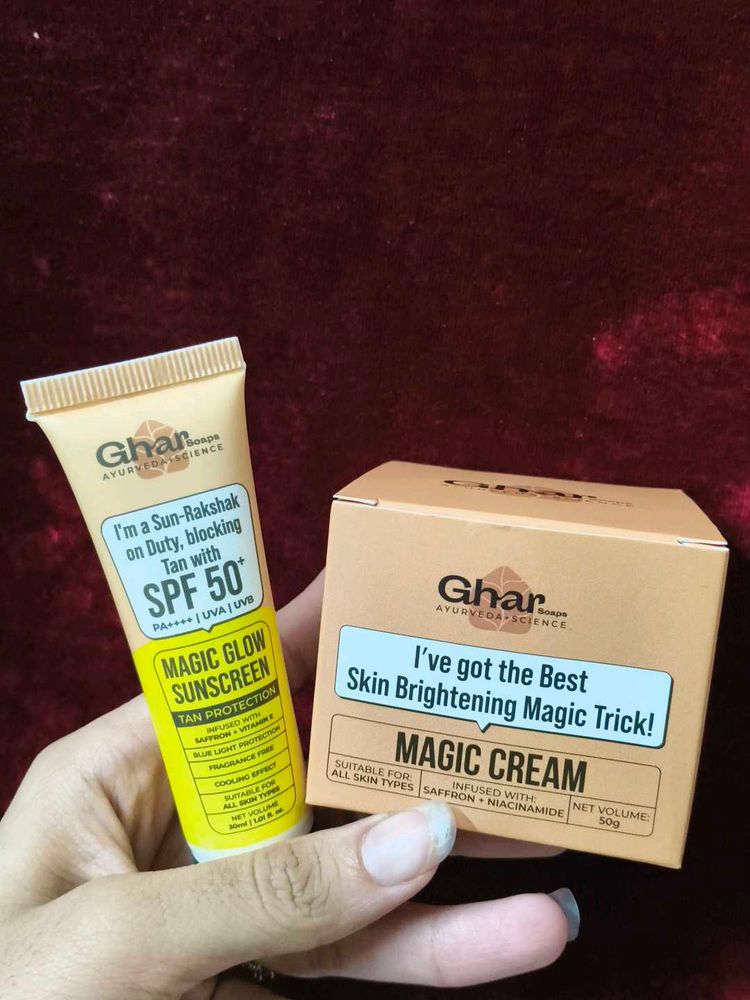 Ghar Soaps
AYURVEDA+SCIENCE
I'm a Sun-Rakshak
on Duty, blocking
Tan with
SPF 50+
PA++++ | UVA | UVB
MAGIC GLOW
SUNSCREEN
TAN PROTECTION
INFUSED WITH
SAFFRON + VITAMIN E
BLUE LIGHT PROTECTION
FRAGRANCE FREE
COOLING EFFECT
SUITABLE FOR
ALL SKIN TYPES
NET VOLUME
30ml | 1.01 fl. oz.
Ghar
Ghar Soaps
AYURVEDA+SCIENCE
I've got the Best
Skin Brightening Magic Trick!
MAGIC CREAM
SUITABLE FOR:
ALL SKIN TYPES
INFUSED WITH:
SAFFRON + NIACINAMIDE
NET VOLUME:
50g